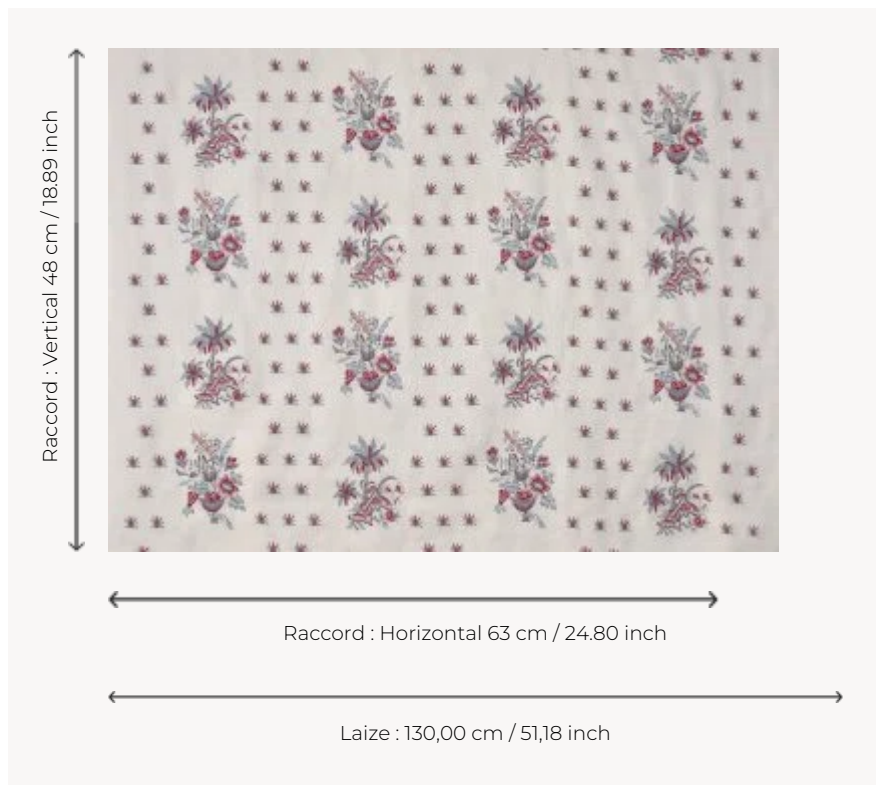 Raccord : Vertical 48 cm / 18.89 inch
Raccord : Horizontal 63 cm / 24.80 inch
Laize : 130,00 cm / 51,18 inch